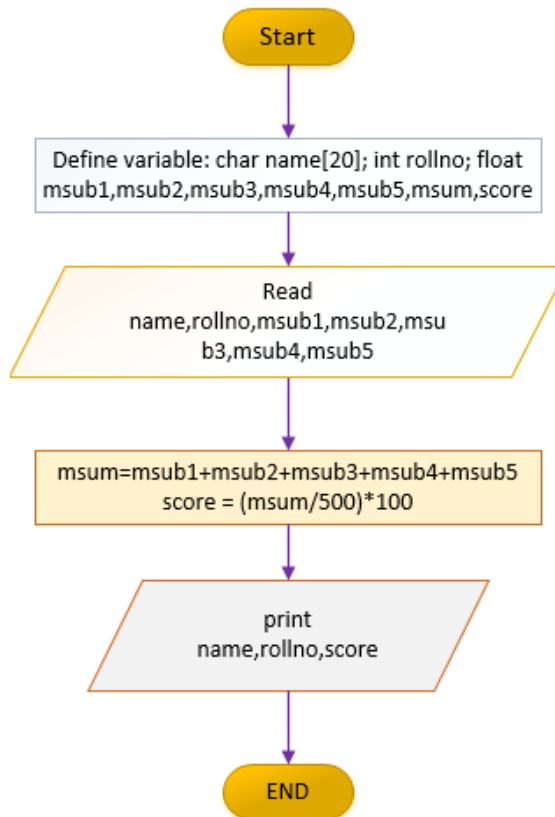 Start
Define variable: char name[20]; int rollno; float
msub1,msub2,msub3,msub4,msub5,msum,score
Read
name,rollno,msub1,msub2,msu
b3,msub4,msub5
msum=msub1+msub2+msub3+msub4+msub5
score = (msum/500)*100
print
name,rollno,score
END